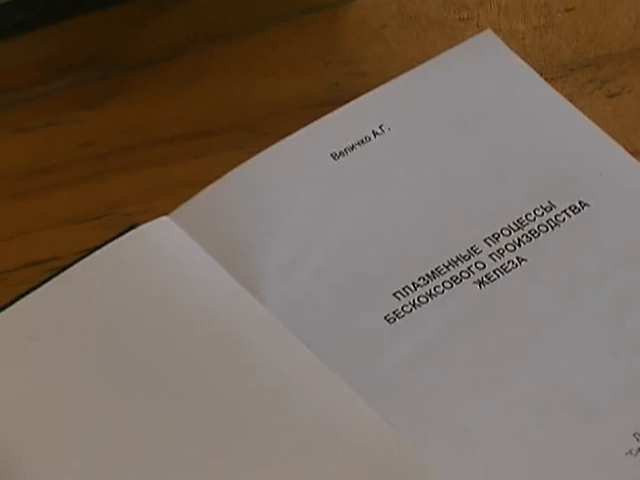 Величко А.Г.
ПЛАЗМЕННЫЕ ПРОЦЕССЫ
БЕСКОКСОВОГО ПРОИЗВОДСТВА
ЖЕЛЕЗА